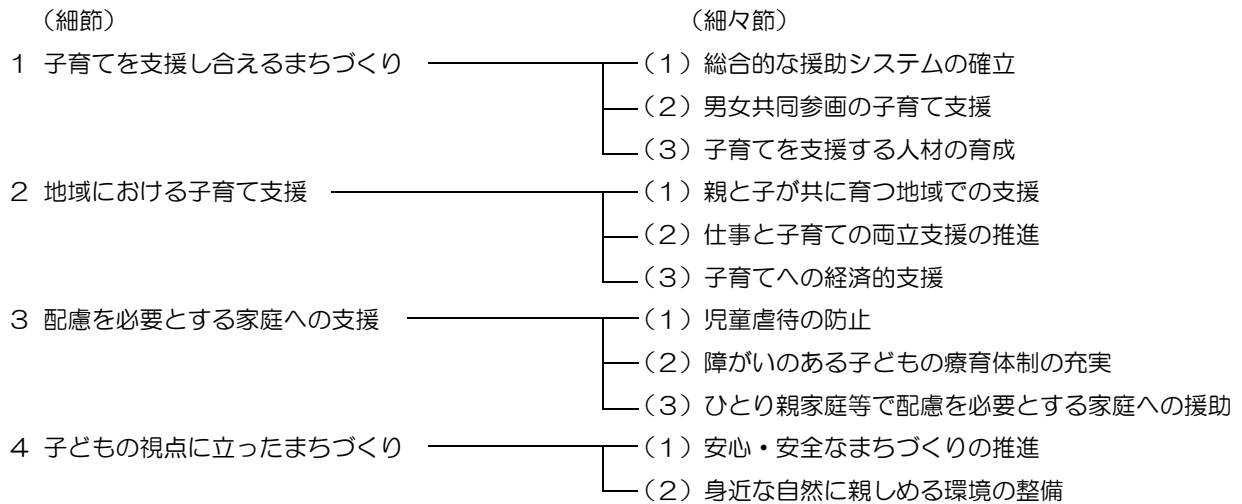 （細節） （細々節）
１ 子育てを支援し合えるまちづくり （１）総合的な援助システムの確立
（２）男女共同参画の子育て支援
（３）子育てを支援する人材の育成
２ 地域における子育て支援 （１）親と子が共に育つ地域での支援
（２）仕事と子育ての両立支援の推進
（３）子育てへの経済的支援
３ 配慮を必要とする家庭への支援 （１）児童虐待の防止
（２）障がいのある子どもの療育体制の充実
（３）ひとり親家庭等で配慮を必要とする家庭への援助
４ 子どもの視点に立ったまちづくり （１）安心・安全なまちづくりの推進
（２）身近な自然に親しめる環境の整備